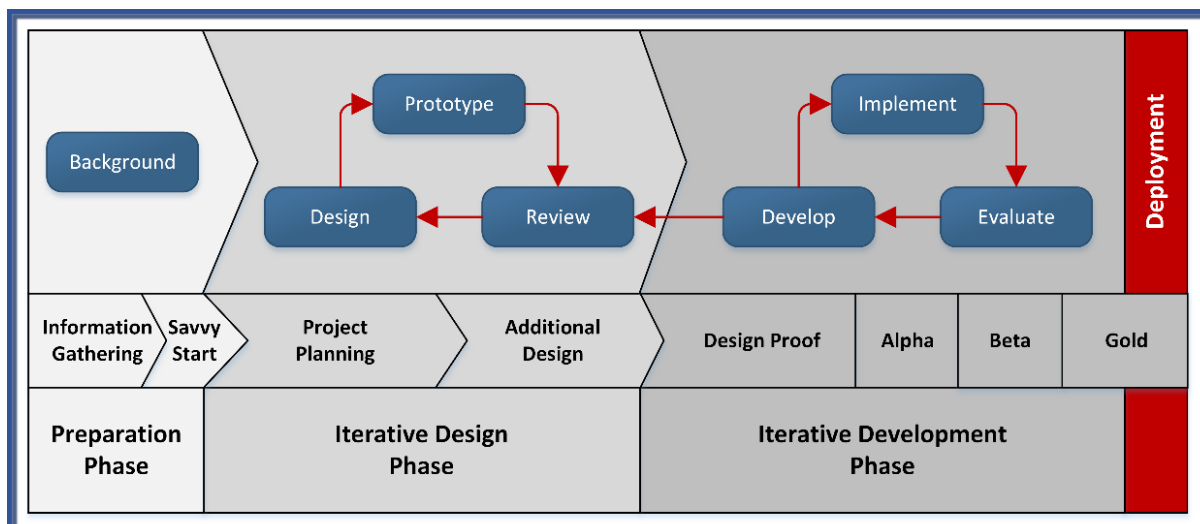 Background
Prototype
Design
Review
Implement
Develop
Evaluate
Deployment
Information
Gathering
Savvy
Start
Project
Planning
Additional
Design
Design Proof
Alpha
Beta
Gold
Preparation
Phase
Iterative Design
Phase
Iterative Development
Phase